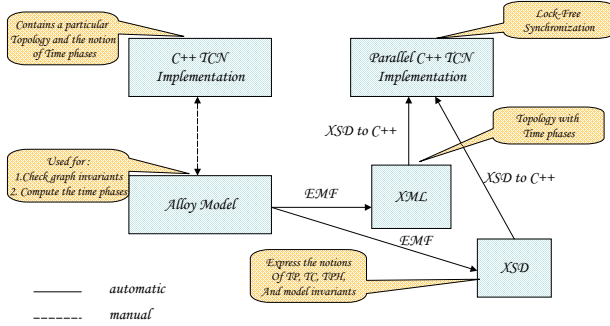 Contains a particular
Topology and the notion
of Time phases
C++ TCN
Implementation
Parallel C++ TCN
Implementation
Lock-Free
Synchronization
XSD to C++
Topology with
Time phases
Used for :
1.Check graph invariants
2. Compute the time phases
Alloy Model
EMF
XML
XSD to C++
EMF
Express the notions
Of TP, TC, TPH,
And model invariants
XSD
automatic
manual